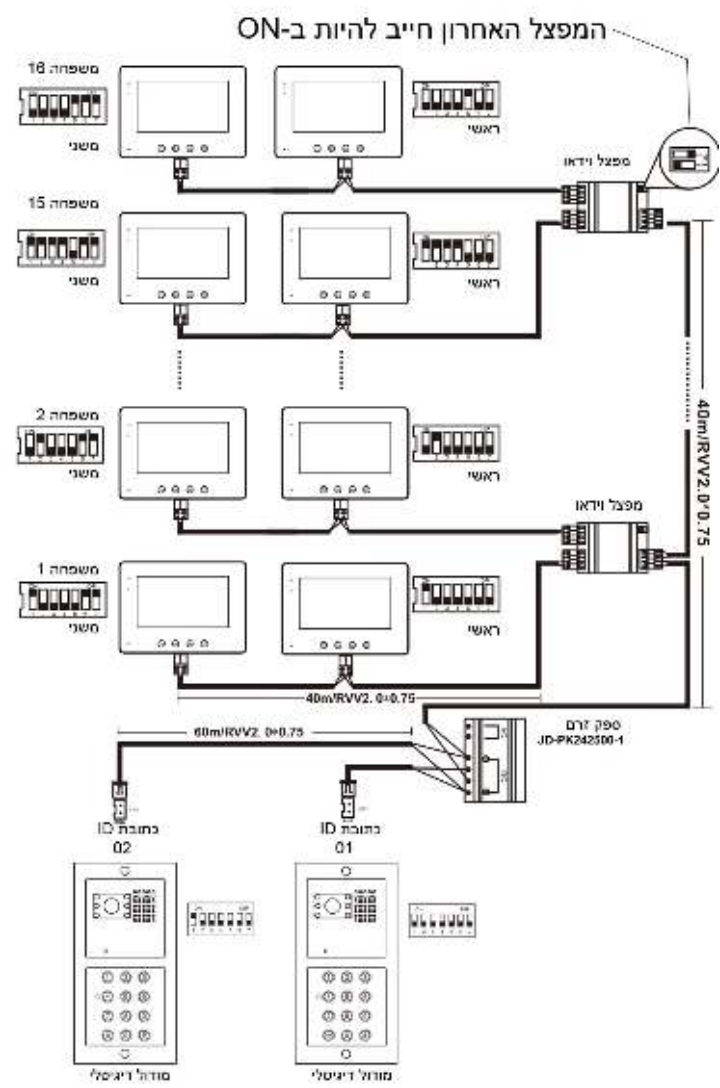 המפצל האחרון חייב להיות ב-ON
משפחה 16
משני
ראשי
מפצל וידאו
משפחה 15
משני
ראשי
משפחה 2
משני
ראשי
מפצל וידאו
משפחה 1
משני
ראשי
40m/RVV2.0*0.75
40m/RVV2.0*0.75
60m/RVV2.0*0.75
ספק זרם
JD-PK242500-1
כתובת ID
02
כתובת ID
01
מודול דיגיטלי
מודול דיגיטלי